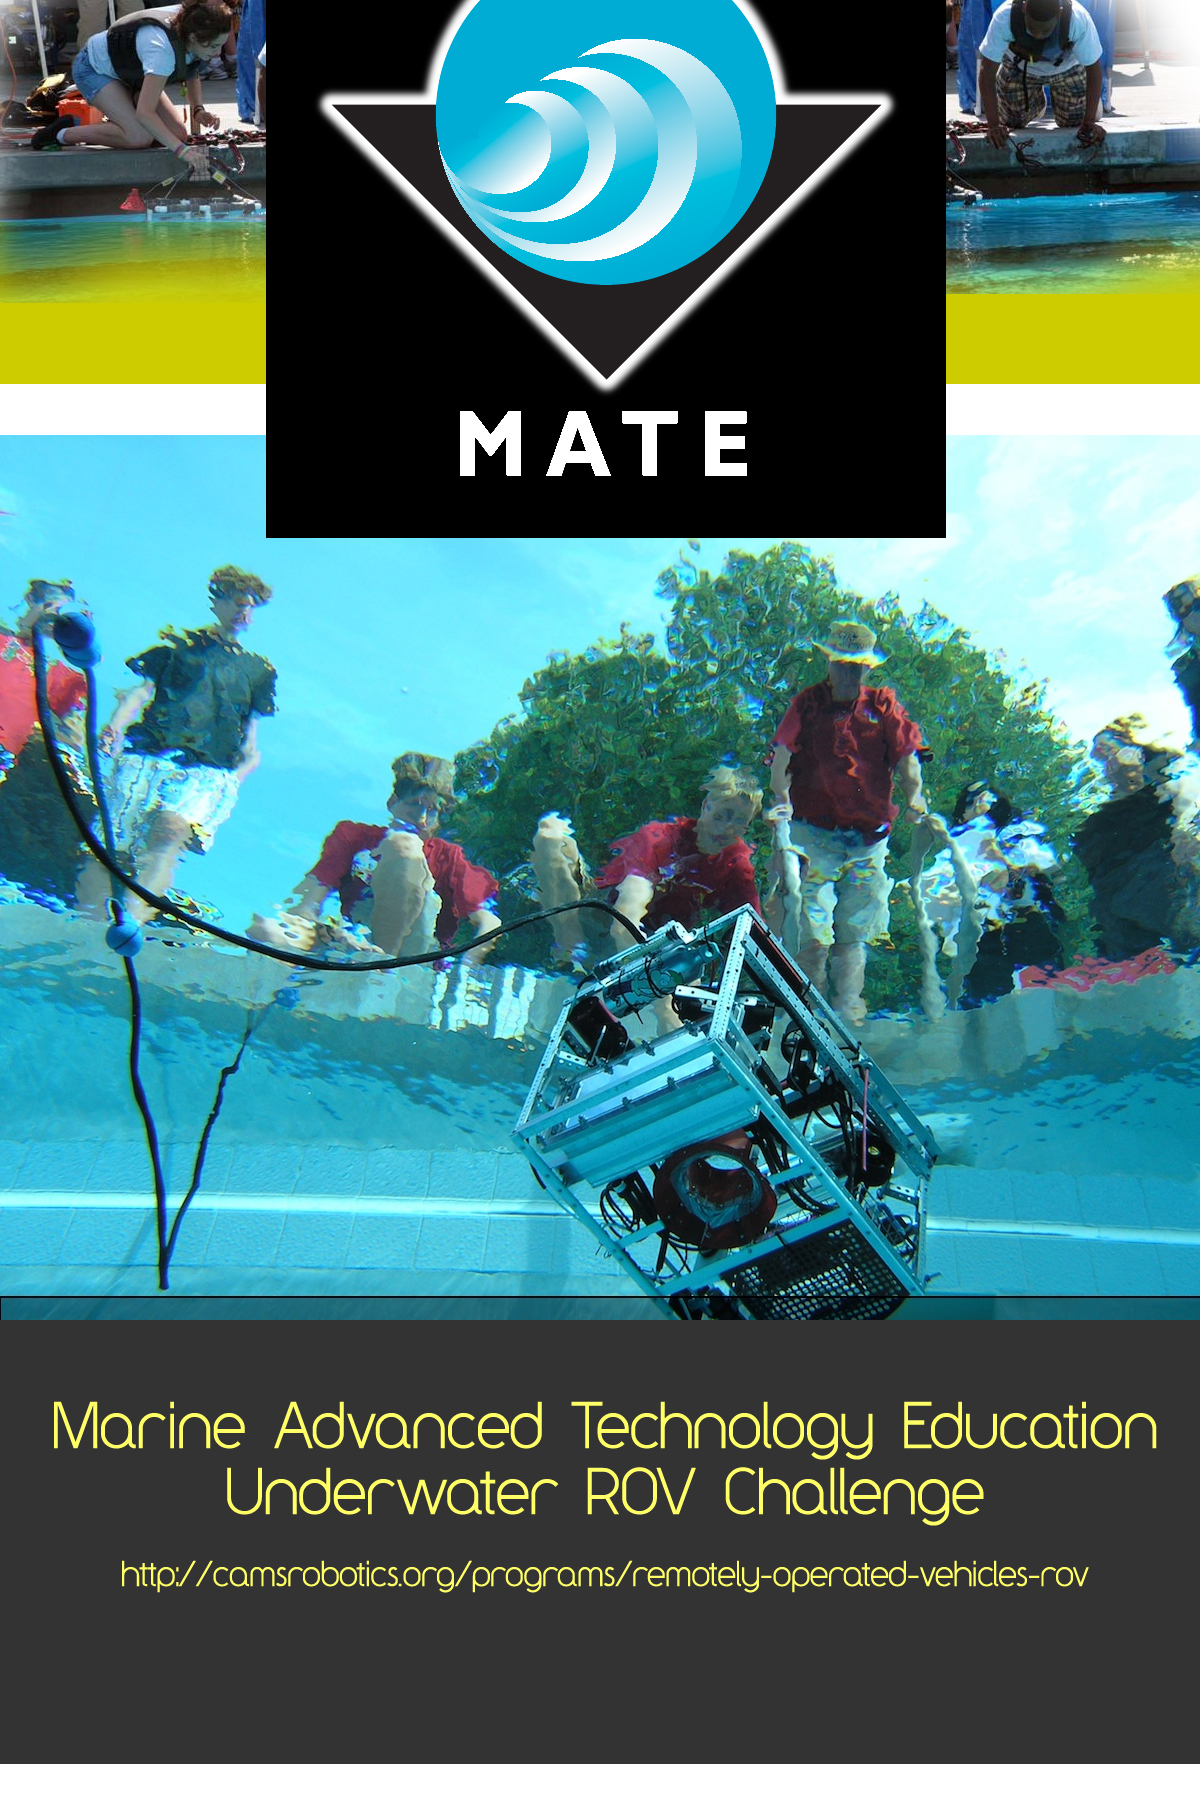 MATE
Marine Advanced Technology Education
Underwater ROV Challenge
http://camsrobotics.org/programs/remotely-operated-vehicles-rov